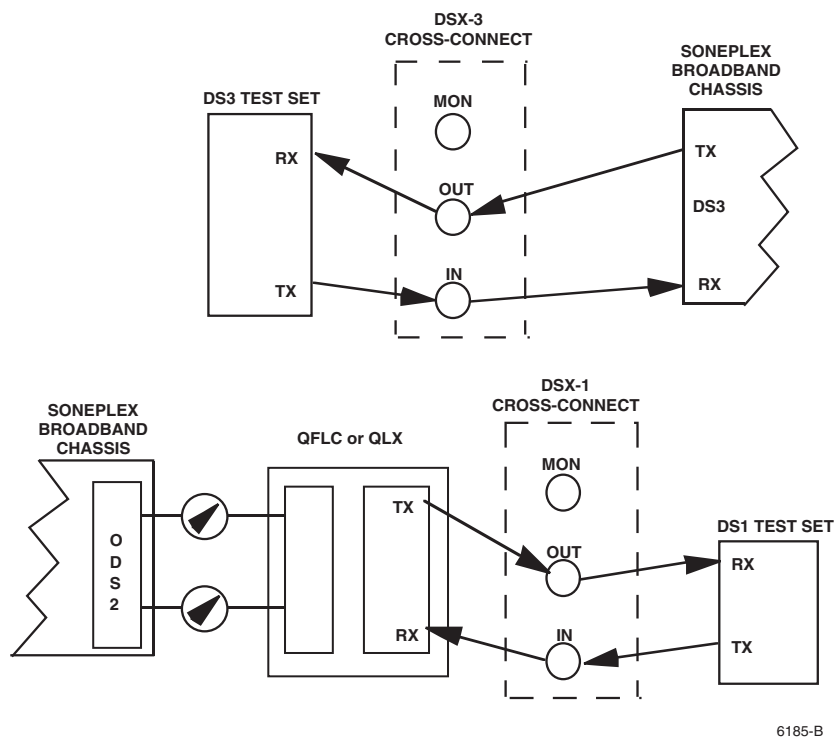 DSX-3
CROSS-CONNECT
SONEPLEX
BROADBAND
CHASSIS
DS3 TEST SET
MON
RX
TX
OUT
DS3
IN
TX
RX
DSX-1
CROSS-CONNECT
SONEPLEX
BROADBAND
CHASSIS
QFLC or QLX
MON
TX
DS1 TEST SET
O
D
S
2
OUT
RX
RX
IN
TX
6185-B